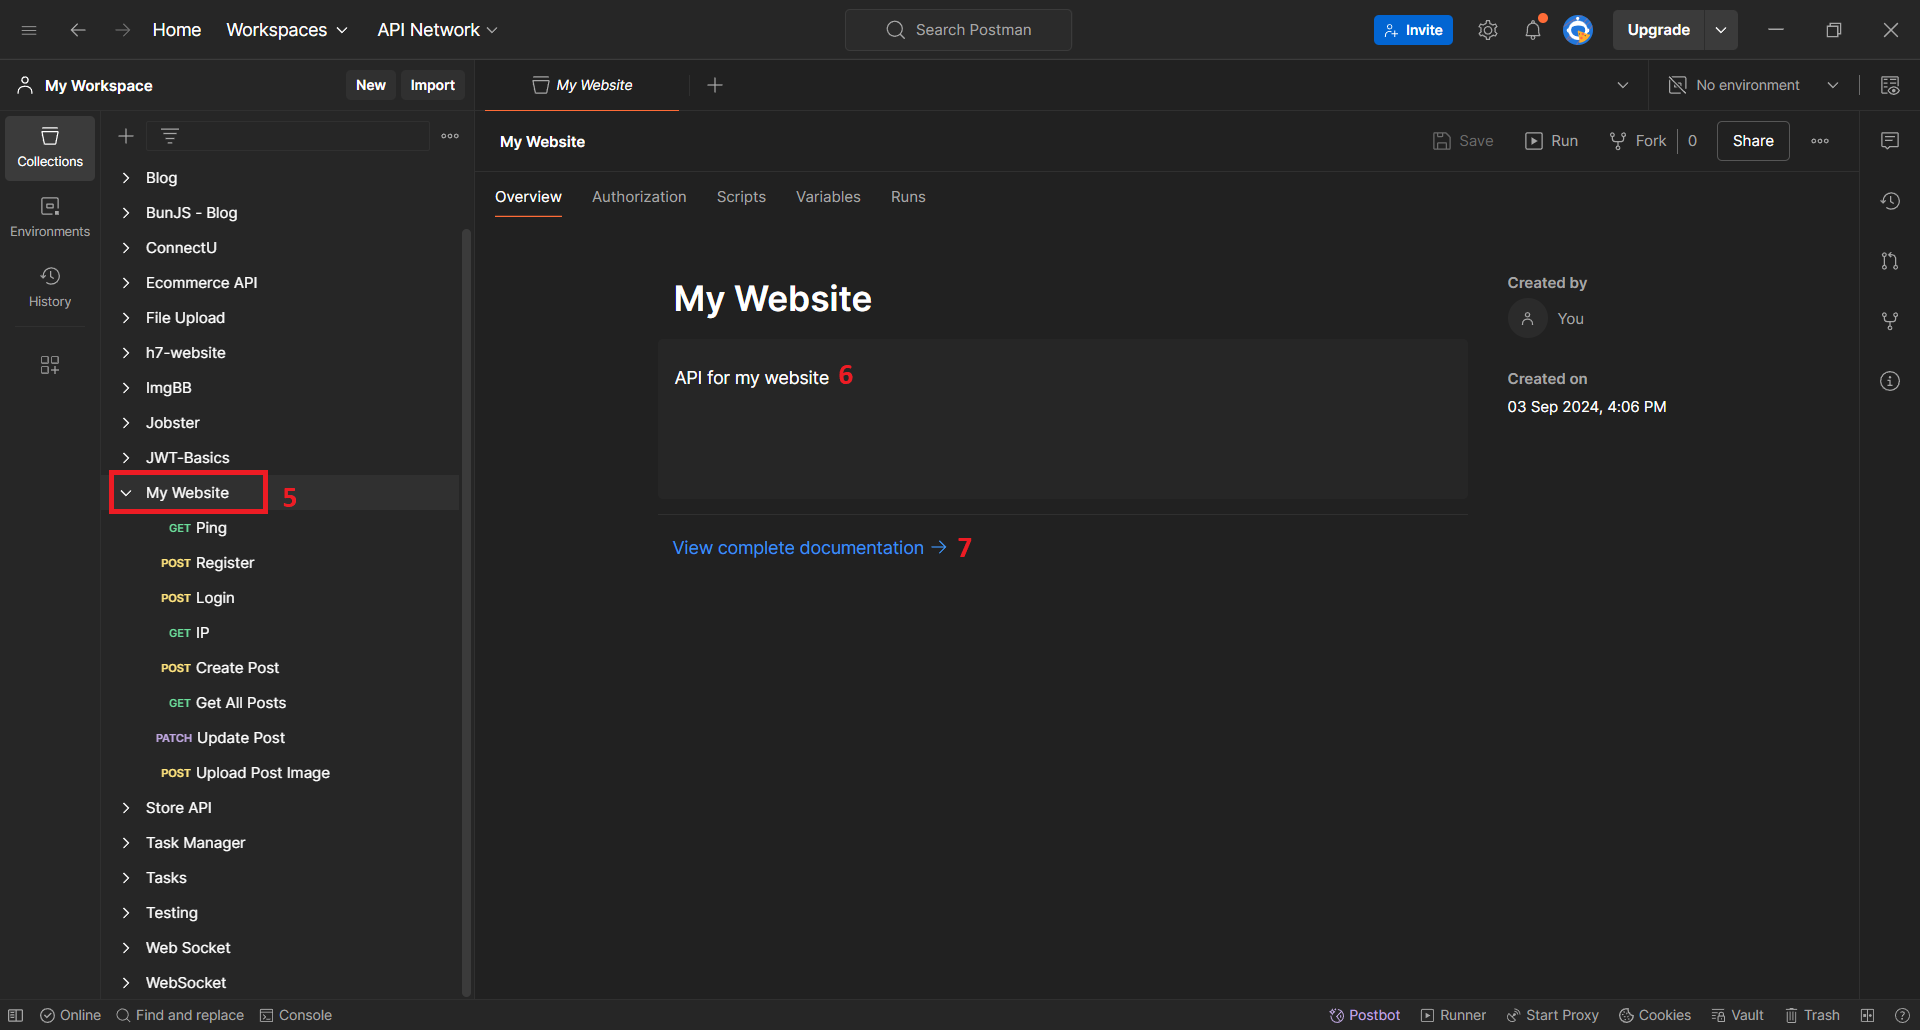 Home Workspaces API Network Search Postman Invite Upgrade
My Workspace New Import My Website No environment
My Website Save Run Fork 0 Share
Overview Authorization Scripts Variables Runs
Collections
Environments
History
Blog
BunJS - Blog
ConnectU
Ecommerce API
File Upload
h7-website
ImgBB
Jobster
JWT-Basics
My Website 5
GET Ping
POST Register
POST Login
GET IP
POST Create Post
GET Get All Posts
PATCH Update Post
POST Upload Post Image
Store API
Task Manager
Tasks
Testing
Web Socket
WebSocket
My Website
API for my website 6
View complete documentation → 7
Created by
You
Created on
03 Sep 2024, 4:06 PM
Online Find and replace Console Postbot Runner Start Proxy Cookies Vault Trash